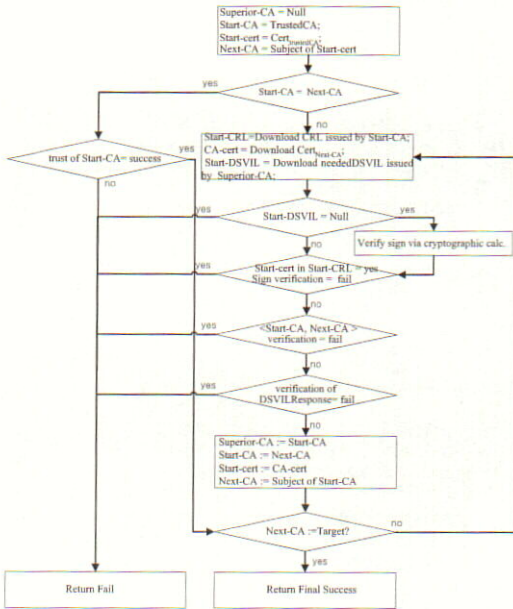 Superior-CA = Null
Start-CA = TrustedCA;
Start-cert = Cert_TrustedCA;
Next-CA = Subject of Start-cert
yes
Start-CA = Next-CA
no
Start-CRL=Download CRL issued by Start-CA;
CA-cert = Download Cert_Next-CA;
Start-DSVIL = Download neededDSVIL issued
by Superior-CA;
trust of Start-CA= success
yes
no
yes
Start-DSVIL = Null
yes
no
Verify sign via cryptographic calc.
yes
Start-cert in Start-CRL = yes
Sign verification = fail
no
yes
<Start-CA, Next-CA >
verification = fail
no
yes
verification of
DSVILResponse= fail
no
Superior-CA := Start-CA
Start-CA := Next-CA
Start-cert := CA-cert
Next-CA := Subject of Start-CA
Next-CA :=Target?
no
yes
Return Fail
Return Final Success